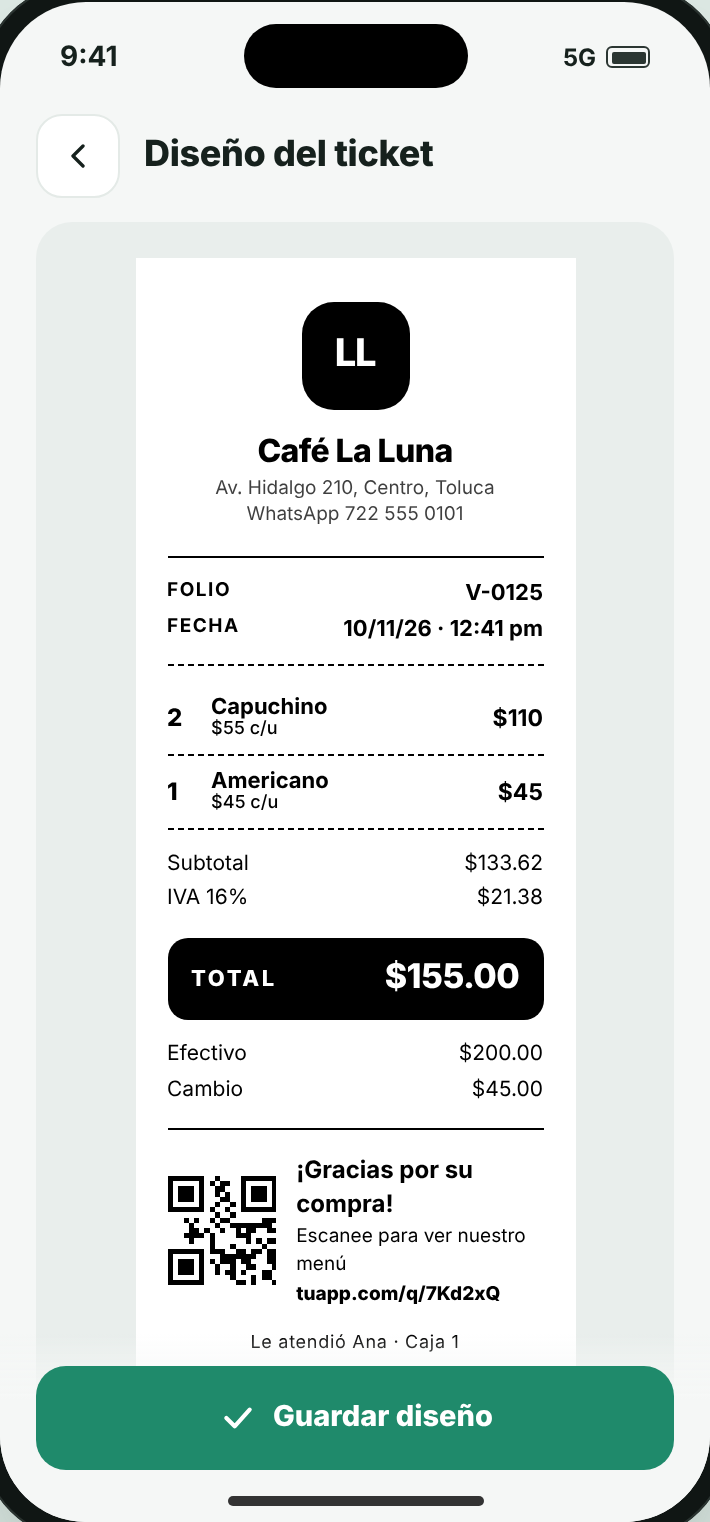 9:41
5G
Diseño del ticket
LL
Café La Luna
Av. Hidalgo 210, Centro, Toluca
WhatsApp 722 555 0101
FOLIO V-0125
FECHA 10/11/26 · 12:41 pm
2 Capuchino $110
$55 c/u
1 Americano $45
$45 c/u
Subtotal $133.62
IVA 16% $21.38
TOTAL $155.00
Efectivo $200.00
Cambio $45.00
¡Gracias por su
compra!
Escanee para ver nuestro
menú
tuapp.com/q/7Kd2xQ
Le atendió Ana · Caja 1
Guardar diseño